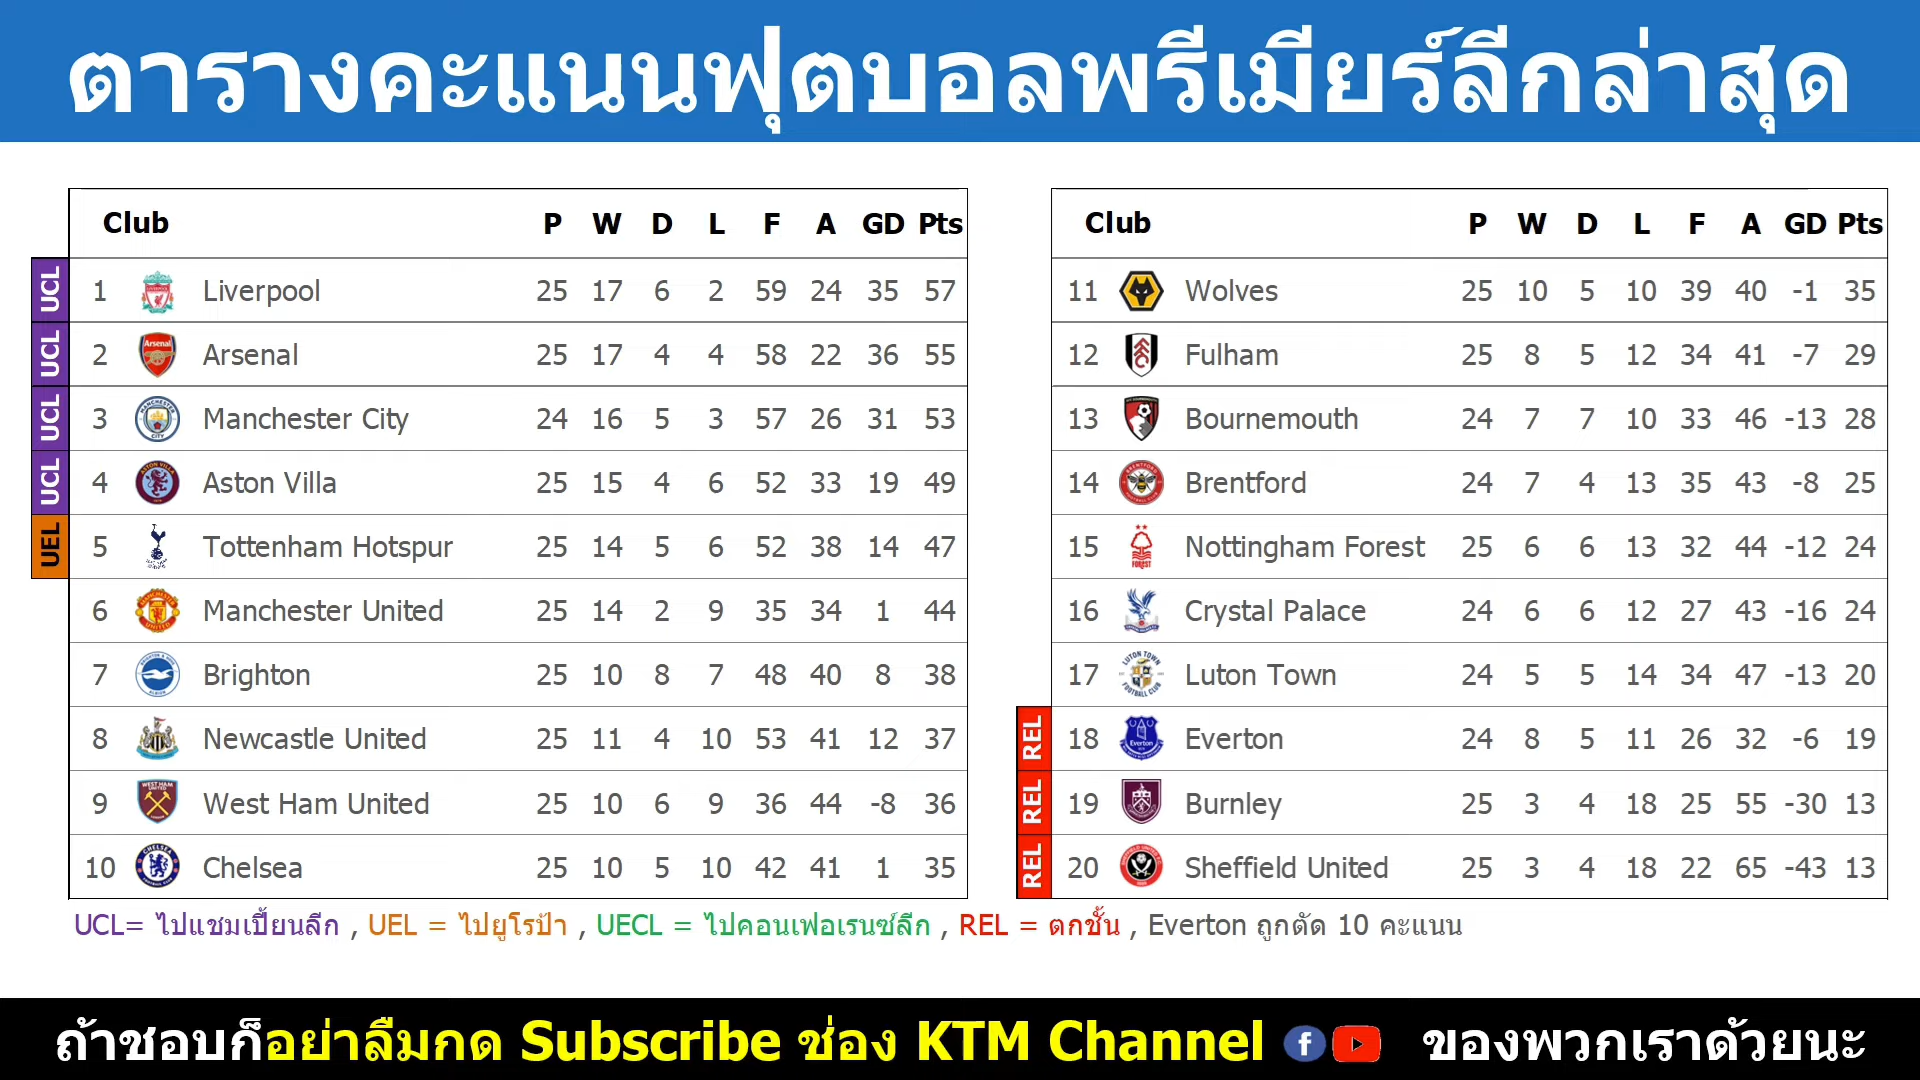 ตารางคะแนนฟุตบอลพรีเมียร์ลีกล่าสุด
Club P W D L F A GD Pts
UCL 1 Liverpool 25 17 6 2 59 24 35 57
UCL 2 Arsenal 25 17 4 4 58 22 36 55
UCL 3 Manchester City 24 16 5 3 57 26 31 53
UCL 4 Aston Villa 25 15 4 6 52 33 19 49
UEL 5 Tottenham Hotspur 25 14 5 6 52 38 14 47
6 Manchester United 25 14 2 9 35 34 1 44
7 Brighton 25 10 8 7 48 40 8 38
8 Newcastle United 25 11 4 10 53 41 12 37
9 West Ham United 25 10 6 9 36 44 -8 36
10 Chelsea 25 10 5 10 42 41 1 35
Club P W D L F A GD Pts
11 Wolves 25 10 5 10 39 40 -1 35
12 Fulham 25 8 5 12 34 41 -7 29
13 Bournemouth 24 7 7 10 33 46 -13 28
14 Brentford 24 7 4 13 35 43 -8 25
15 Nottingham Forest 25 6 6 13 32 44 -12 24
16 Crystal Palace 24 6 6 12 27 43 -16 24
17 Luton Town 24 5 5 14 34 47 -13 20
REL 18 Everton 24 8 5 11 26 32 -6 19
REL 19 Burnley 25 3 4 18 25 55 -30 13
REL 20 Sheffield United 25 3 4 18 22 65 -43 13
UCL= ไปแชมเปี้ยนลีก , UEL = ไปยูโรป้า , UECL = ไปคอนเฟอเรนซ์ลีก , REL = ตกชั้น , Everton ถูกตัด 10 คะแนน
ถ้าชอบก็อย่าลืมกด Subscribe ช่อง KTM Channel ของพวกเราด้วยนะ